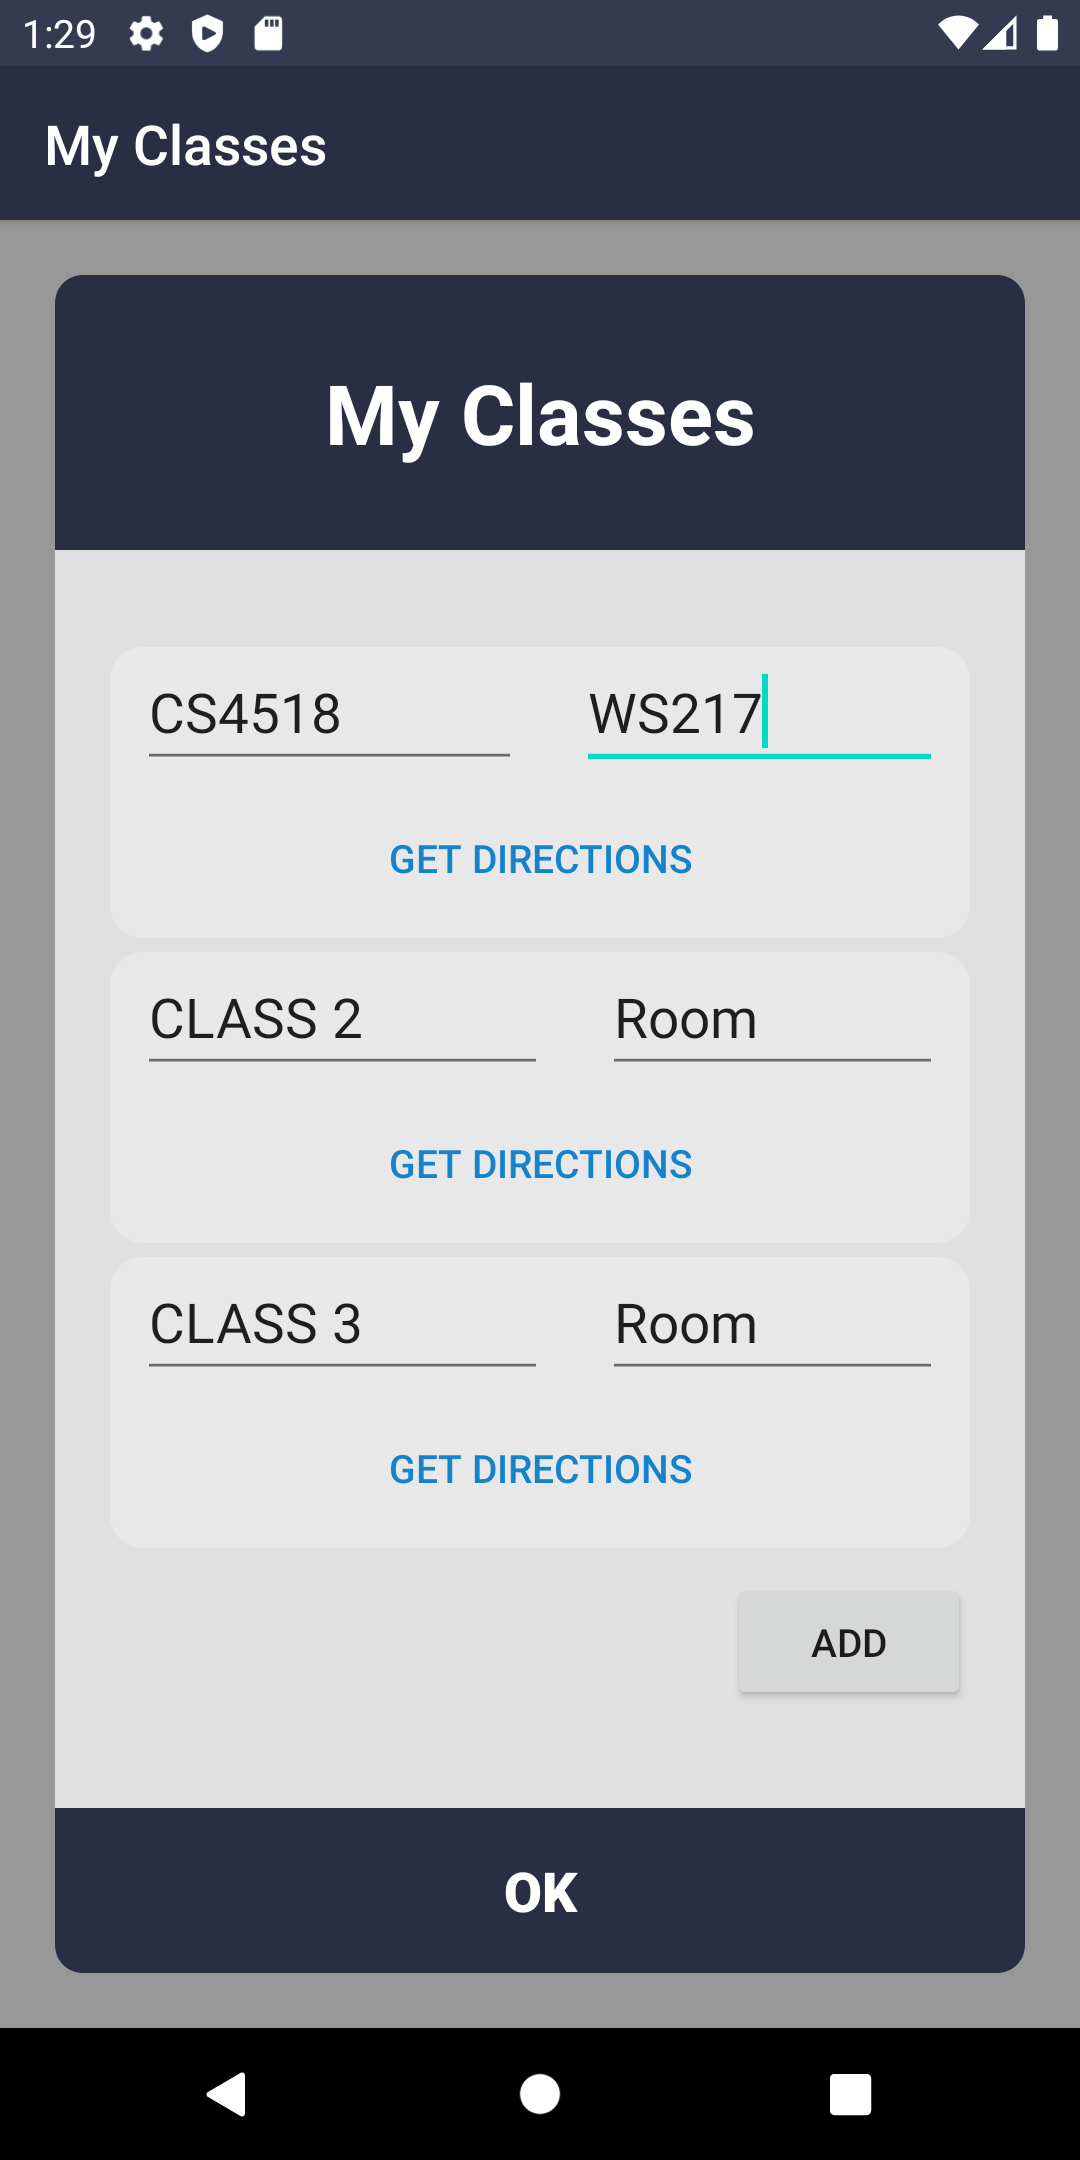 1:29
My Classes
My Classes
CS4518 WS217
GET DIRECTIONS
CLASS 2 Room
GET DIRECTIONS
CLASS 3 Room
GET DIRECTIONS
ADD
OK